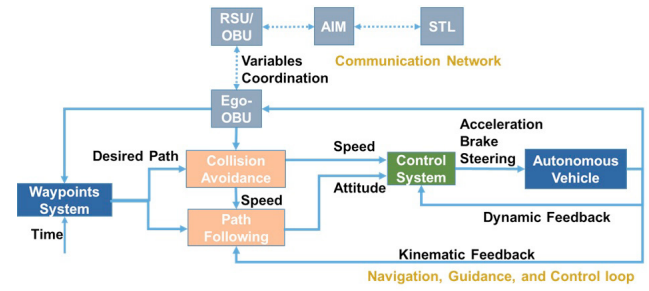 RSU/
OBU
AIM
STL
Variables
Coordination
Communication Network
Ego-
OBU
Desired Path
Collision
Avoidance
Speed
Control
System
Acceleration
Brake
Steering
Autonomous
Vehicle
Waypoints
System
Speed
Attitude
Path
Following
Dynamic Feedback
Time
Kinematic Feedback
Navigation, Guidance, and Control loop